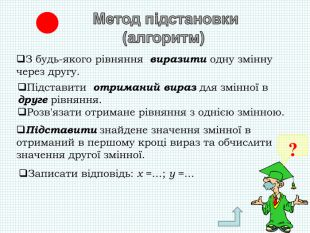 Метод підстановки
(алгоритм)
❑З будь-якого рівняння виразити одну змінну
через другу.
❑Підставити отриманий вираз для змінної в
друге рівняння.
❑Розв'язати отримане рівняння з однією змінною.
❑Підставити знайдене значення змінної в
отриманий в першому кроці вираз та обчислити
значення другої змінної.
❑Записати відповідь: x =...; y =...
?